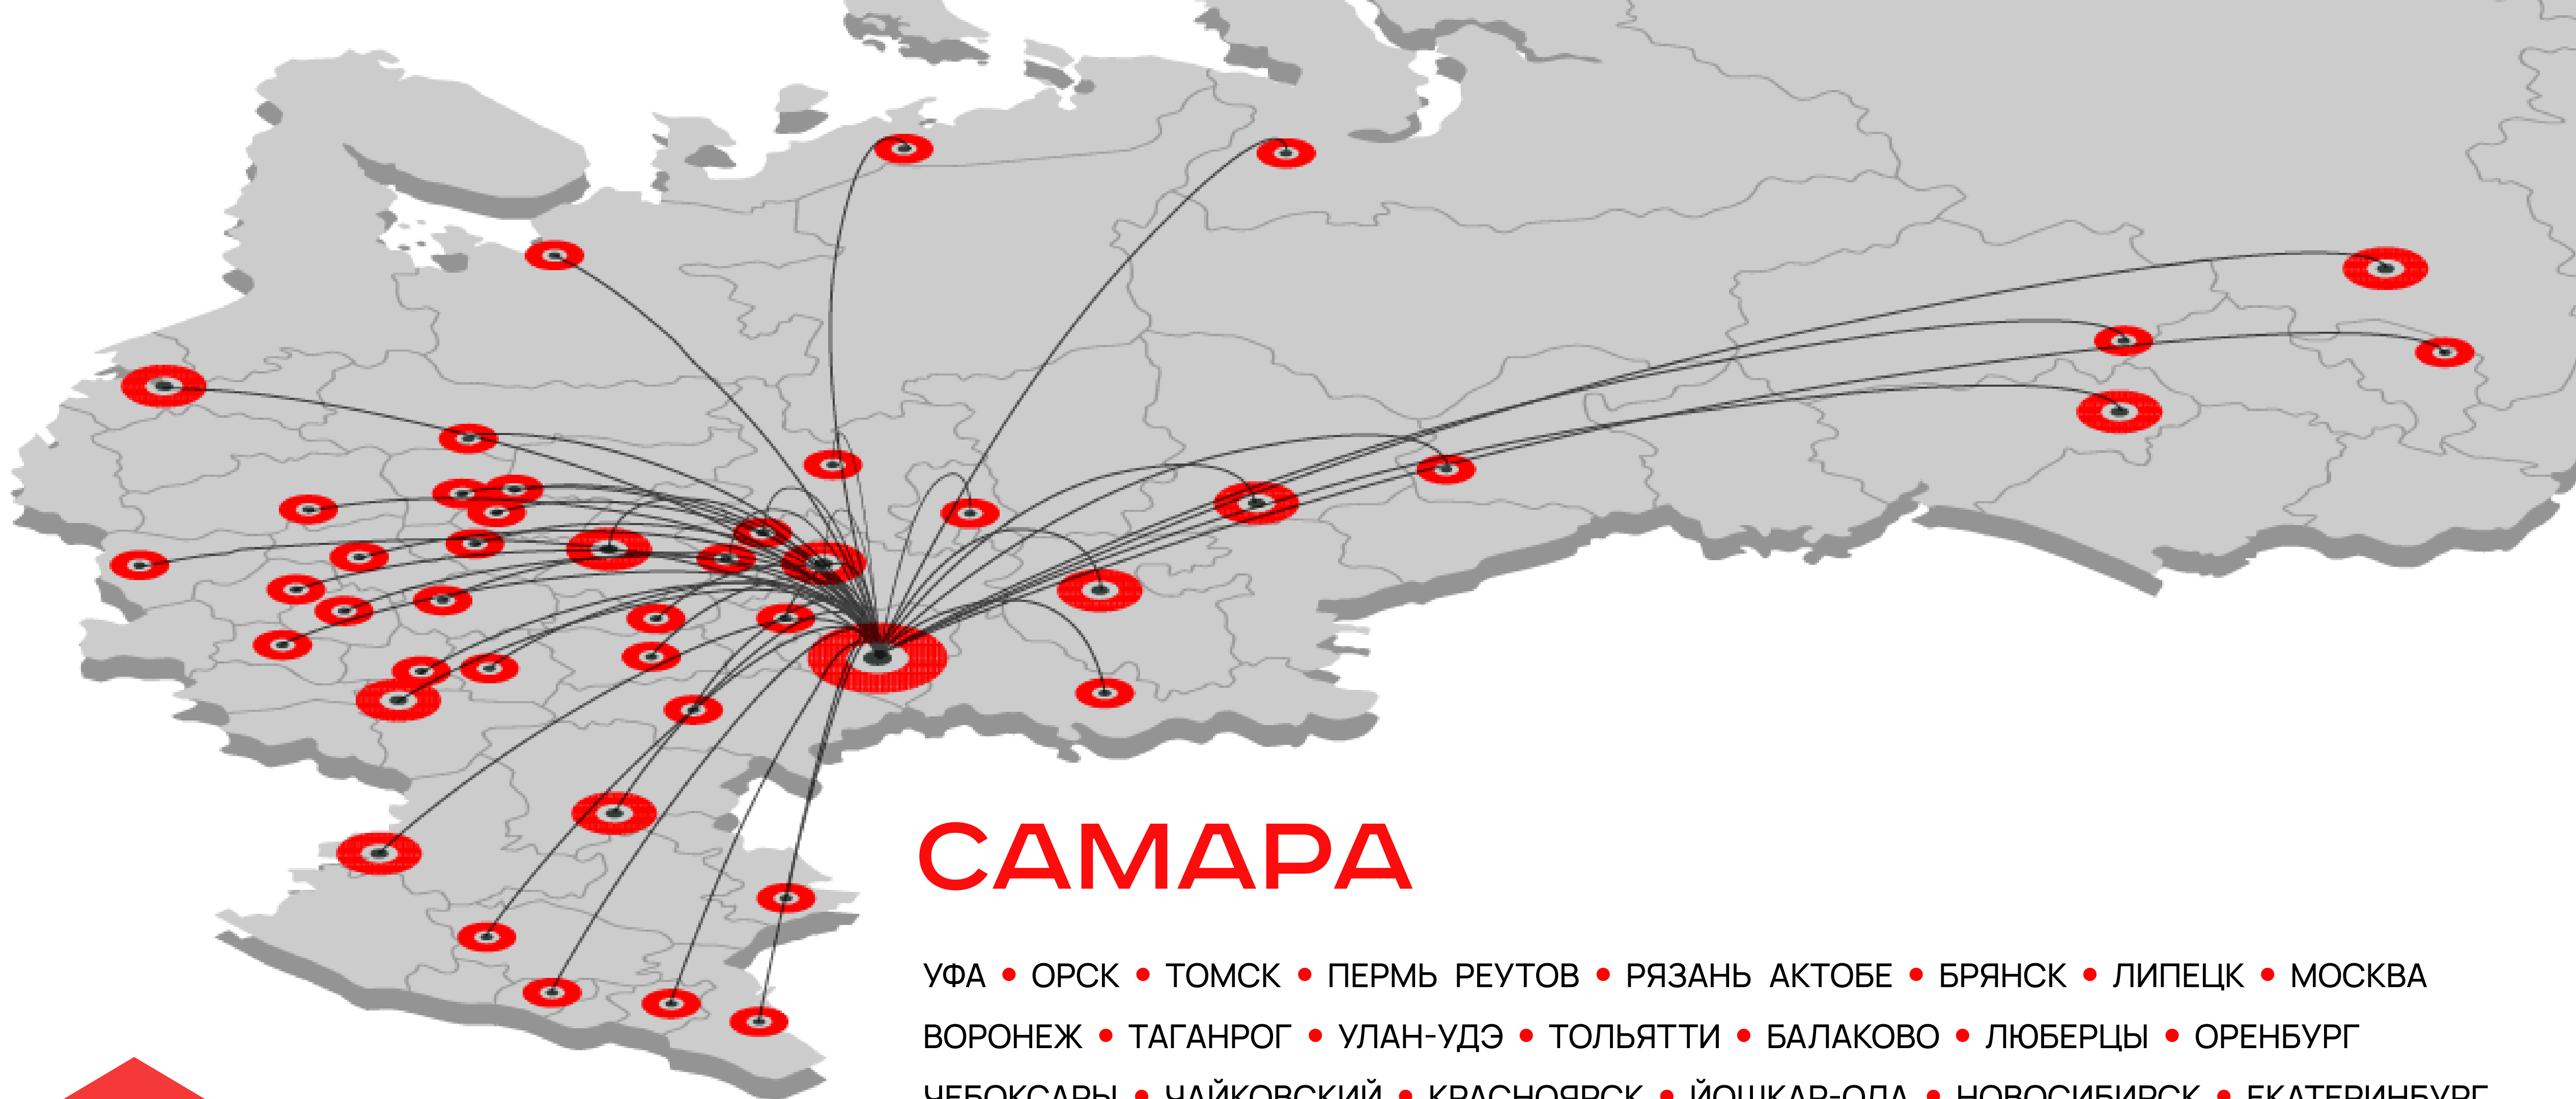 САМАРА
УФА • ОРСК • ТОМСК • ПЕРМЬ РЕУТОВ • РЯЗАНЬ АКТОБЕ • БРЯНСК • ЛИПЕЦК • МОСКВА
ВОРОНЕЖ • ТАГАНРОГ • УЛАН-УДЭ • ТОЛЬЯТТИ • БАЛАКОВО • ЛЮБЕРЦЫ • ОРЕНБУРГ
ЧЕБОКСАРЫ • ЧАЙКОВСКИЙ • КРАСНОЯРСК • ЙОШКАР-ОЛА • НОВОСИБИРСК • ЕКАТЕРИНБУРГ